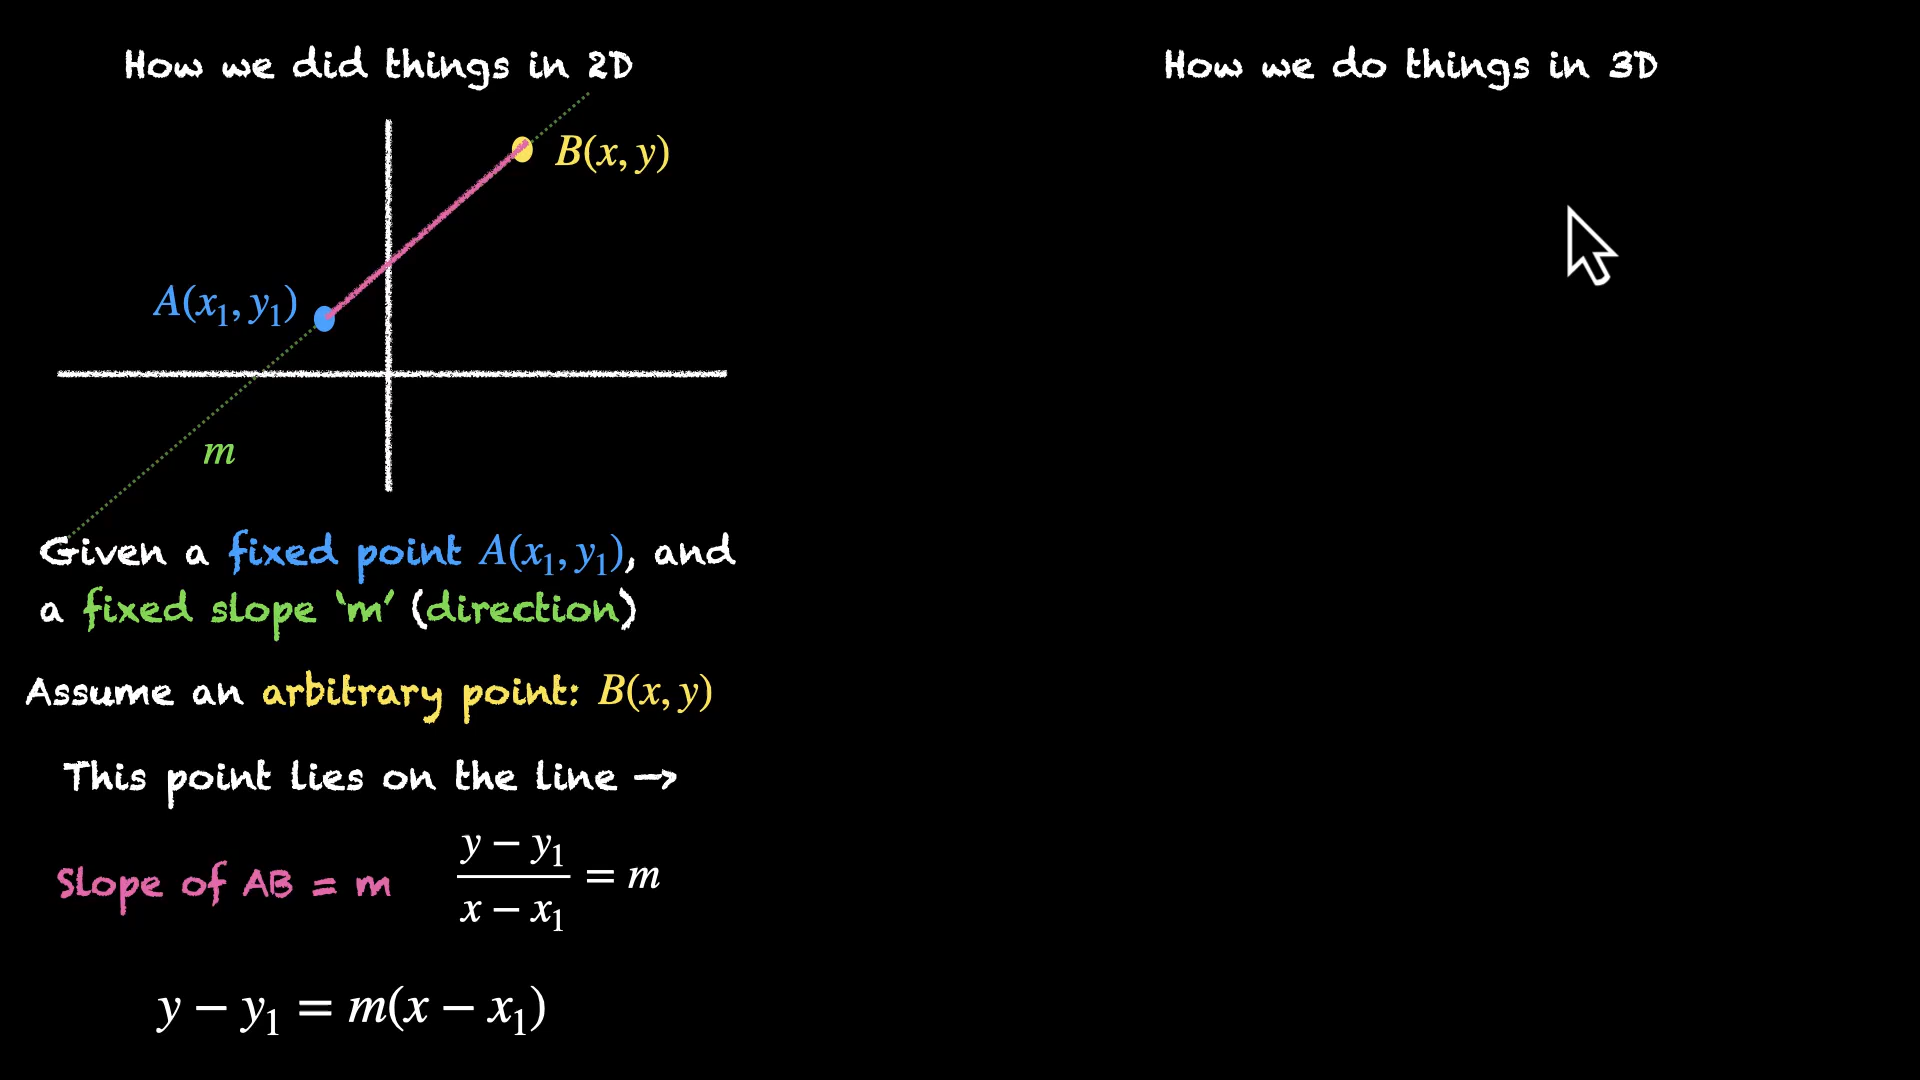 How we did things in 2D
B(x, y)
A(x₁, y₁)
m
Given a fixed point A(x₁, y₁), and
a fixed slope ‘m’ (direction)
Assume an arbitrary point: B(x, y)
This point lies on the line →
Slope of AB = m
(y − y₁)/(x − x₁) = m
y − y₁ = m(x − x₁)
How we do things in 3D